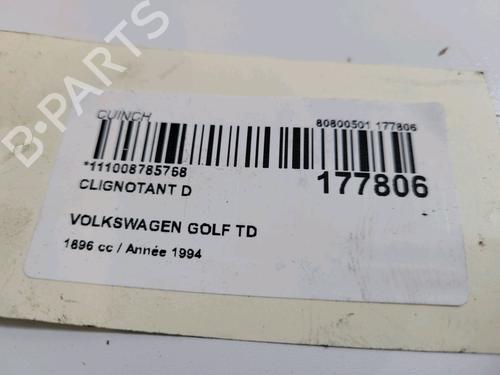 B-PARTS
CUINCH
80800501 177806
*111008785768
177806
CLIGNOTANT D
VOLKSWAGEN GOLF TD
1896 cc / Année 1994